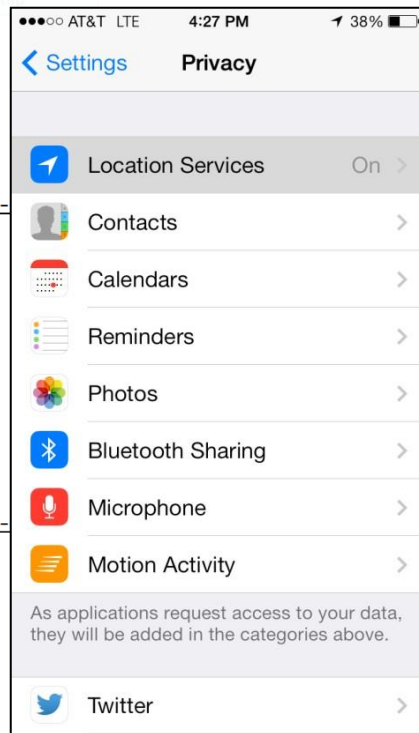 ●●●○○ AT&T LTE 4:27 PM 38%
Settings Privacy
Location Services On
Contacts
Calendars
Reminders
Photos
Bluetooth Sharing
Microphone
Motion Activity
As applications request access to your data,
they will be added in the categories above.
Twitter